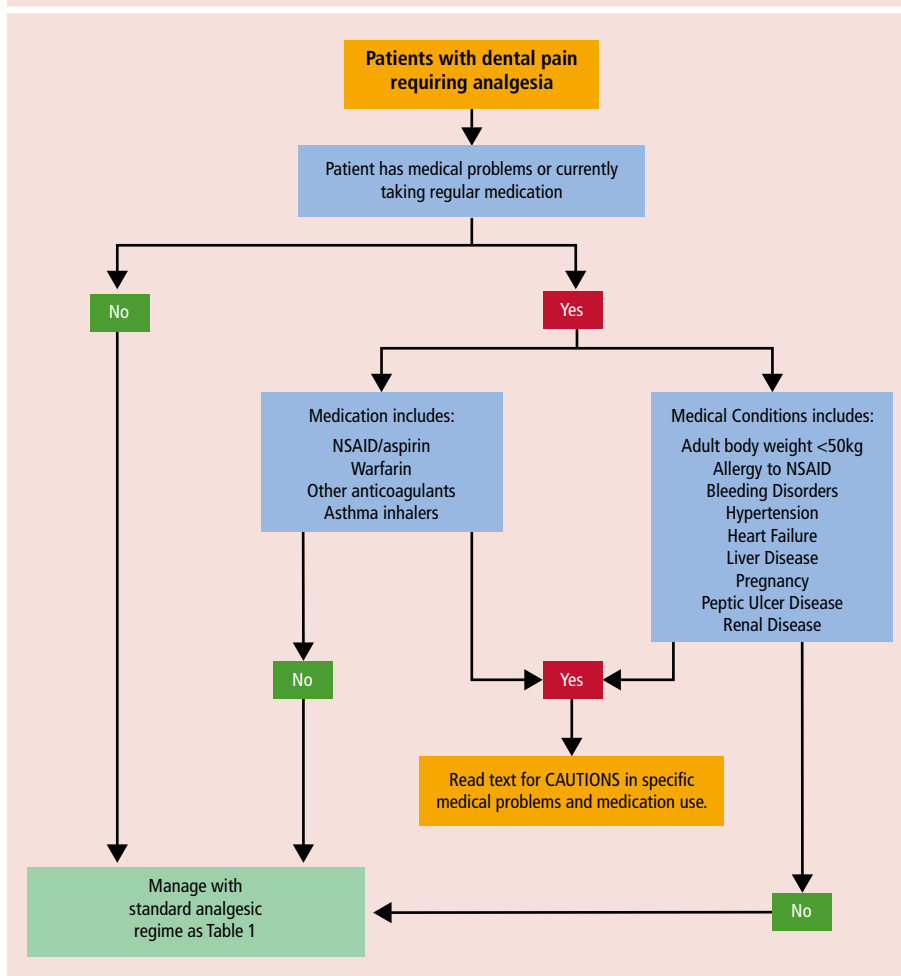 Patients with dental pain
requiring analgesia
Patient has medical problems or currently
taking regular medication
No
Yes
Medication includes:
NSAID/aspirin
Warfarin
Other anticoagulants
Asthma inhalers
Medical Conditions includes:
Adult body weight <50kg
Allergy to NSAID
Bleeding Disorders
Hypertension
Heart Failure
Liver Disease
Pregnancy
Peptic Ulcer Disease
Renal Disease
No
Yes
Read text for CAUTIONS in specific
medical problems and medication use.
Manage with
standard analgesic
regime as Table 1
No